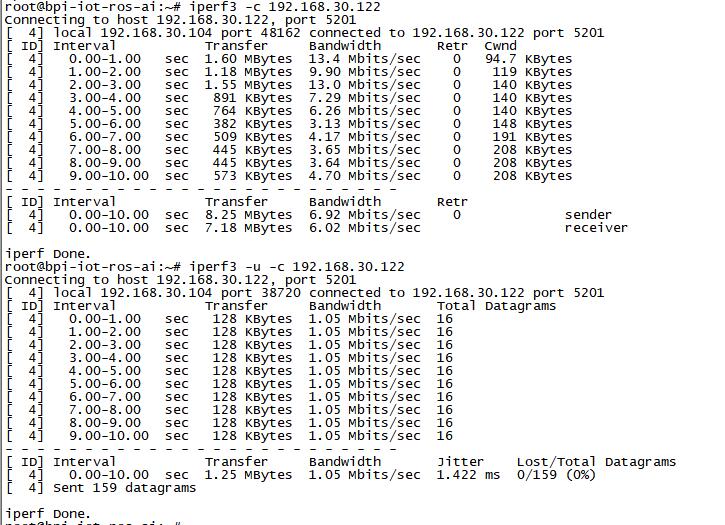 root@bpi-iot-ros-ai:~# iperf3 -c 192.168.30.122
Connecting to host 192.168.30.122, port 5201
[  4] local 192.168.30.104 port 48162 connected to 192.168.30.122 port 5201
[ ID] Interval           Transfer     Bandwidth       Retr  Cwnd
[  4]   0.00-1.00   sec  1.60 MBytes  13.4 Mbits/sec    0   94.7 KBytes
[  4]   1.00-2.00   sec  1.18 MBytes  9.90 Mbits/sec    0    119 KBytes
[  4]   2.00-3.00   sec  1.55 MBytes  13.0 Mbits/sec    0    140 KBytes
[  4]   3.00-4.00   sec   891 KBytes  7.29 Mbits/sec    0    140 KBytes
[  4]   4.00-5.00   sec   764 KBytes  6.26 Mbits/sec    0    140 KBytes
[  4]   5.00-6.00   sec   382 KBytes  3.13 Mbits/sec    0    148 KBytes
[  4]   6.00-7.00   sec   509 KBytes  4.17 Mbits/sec    0    191 KBytes
[  4]   7.00-8.00   sec   445 KBytes  3.65 Mbits/sec    0    208 KBytes
[  4]   8.00-9.00   sec   445 KBytes  3.64 Mbits/sec    0    208 KBytes
[  4]   9.00-10.00  sec   573 KBytes  4.70 Mbits/sec    0    208 KBytes
- - - - - - - - - - - - - - - - - - - - - - - - -
[ ID] Interval           Transfer     Bandwidth       Retr
[  4]   0.00-10.00  sec  8.25 MBytes  6.92 Mbits/sec    0             sender
[  4]   0.00-10.00  sec  7.18 MBytes  6.02 Mbits/sec                  receiver
iperf Done.
root@bpi-iot-ros-ai:~# iperf3 -u -c 192.168.30.122
Connecting to host 192.168.30.122, port 5201
[  4] local 192.168.30.104 port 38720 connected to 192.168.30.122 port 5201
[ ID] Interval           Transfer     Bandwidth       Total Datagrams
[  4]   0.00-1.00   sec   128 KBytes  1.05 Mbits/sec  16
[  4]   1.00-2.00   sec   128 KBytes  1.05 Mbits/sec  16
[  4]   2.00-3.00   sec   128 KBytes  1.05 Mbits/sec  16
[  4]   3.00-4.00   sec   128 KBytes  1.05 Mbits/sec  16
[  4]   4.00-5.00   sec   128 KBytes  1.05 Mbits/sec  16
[  4]   5.00-6.00   sec   128 KBytes  1.05 Mbits/sec  16
[  4]   6.00-7.00   sec   128 KBytes  1.05 Mbits/sec  16
[  4]   7.00-8.00   sec   128 KBytes  1.05 Mbits/sec  16
[  4]   8.00-9.00   sec   128 KBytes  1.05 Mbits/sec  16
[  4]   9.00-10.00  sec   128 KBytes  1.05 Mbits/sec  16
- - - - - - - - - - - - - - - - - - - - - - - - -
[ ID] Interval           Transfer     Bandwidth       Jitter    Lost/Total Datagrams
[  4]   0.00-10.00  sec  1.25 MBytes  1.05 Mbits/sec  1.422 ms  0/159 (0%)
[  4] Sent 159 datagrams
iperf Done.
root@bpi-iot-ros-ai:~#